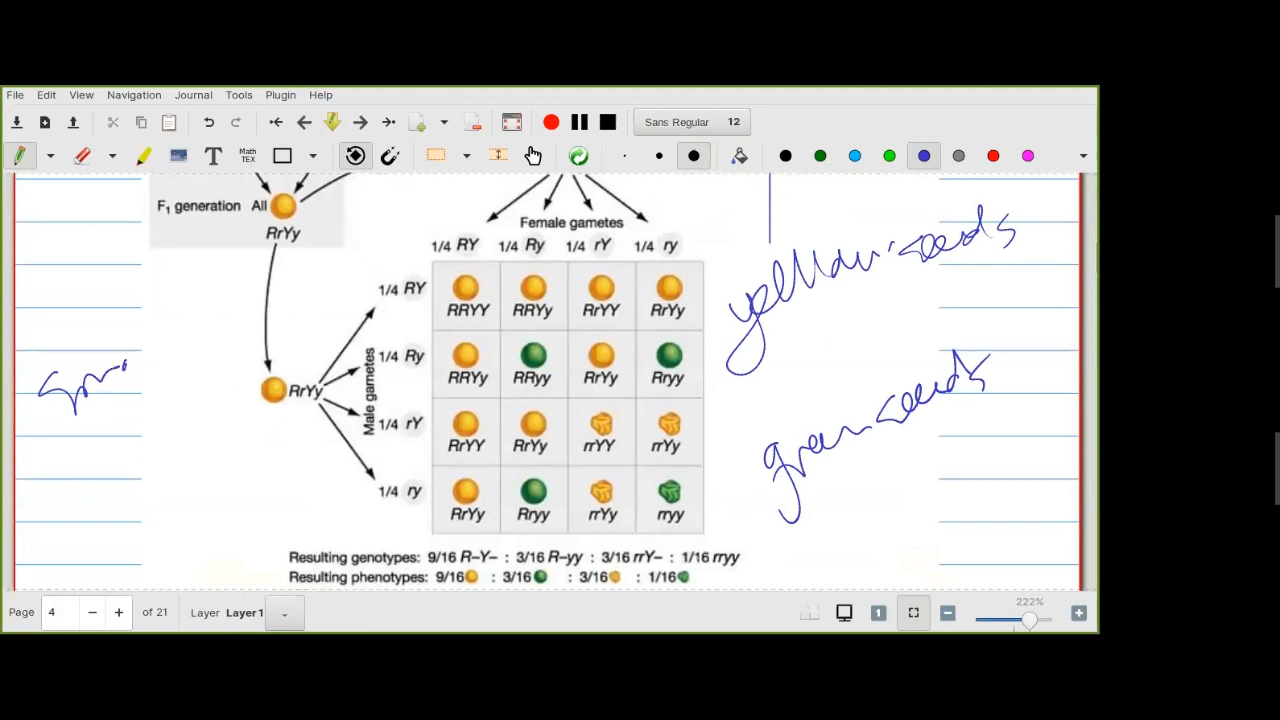 File Edit View Navigation Journal Tools Plugin Help
Sans Regular 12
Math
TEX
F1 generation All
RrYy
Female gametes
1/4 RY 1/4 Ry 1/4 rY 1/4 ry
yellow seeds
1/4 RY
RRYY RRYy RrYY RrYy
1/4 Ry
RRYy RRyy RrYy Rryy
RrYy
Male gametes
green seeds
1/4 rY
RrYY RrYy rrYY rrYy
1/4 ry
RrYy Rryy rrYy rryy
Resulting genotypes: 9/16 R–Y– : 3/16 R–yy : 3/16 rrY– : 1/16 rryy
Resulting phenotypes: 9/16 : 3/16 : 3/16 : 1/16
Page 4 of 21 Layer Layer 1 1 222%